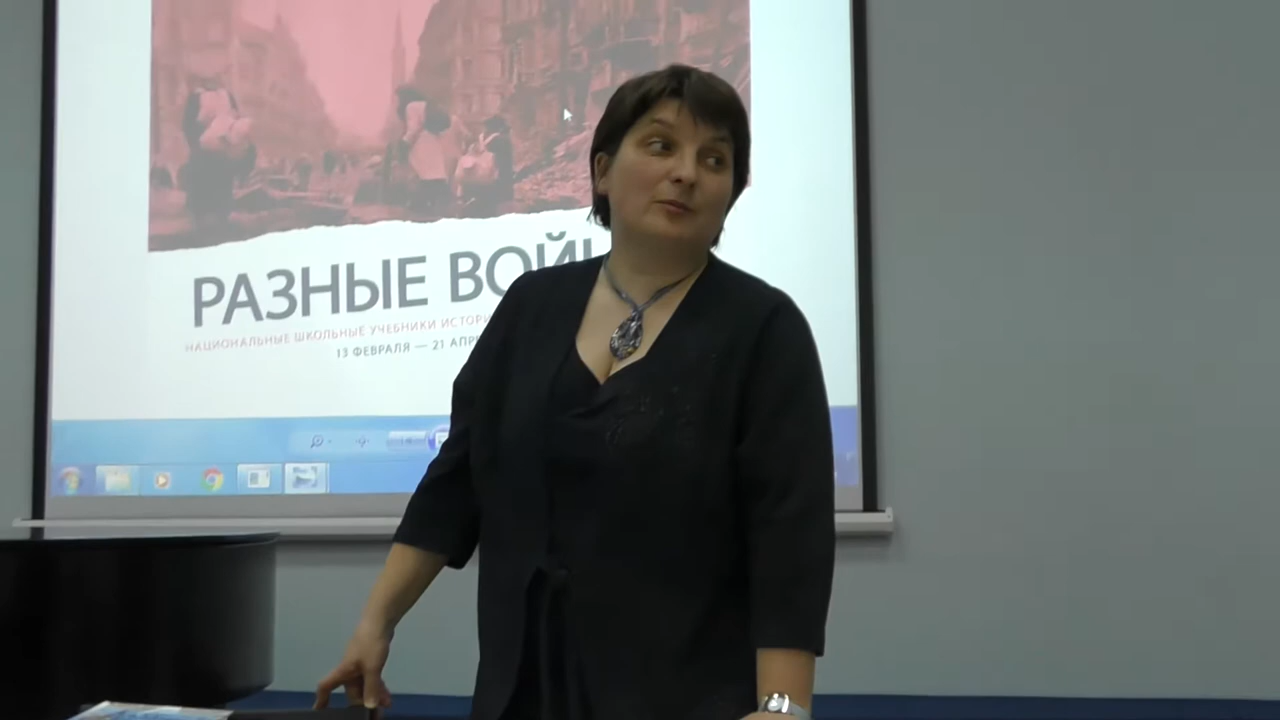 РАЗНЫЕ ВОЙ
НАЦИОНАЛЬНЫЕ ШКОЛЬНЫЕ УЧЕБНИКИ ИСТОРИ
13 ФЕВРАЛЯ — 21 АПР